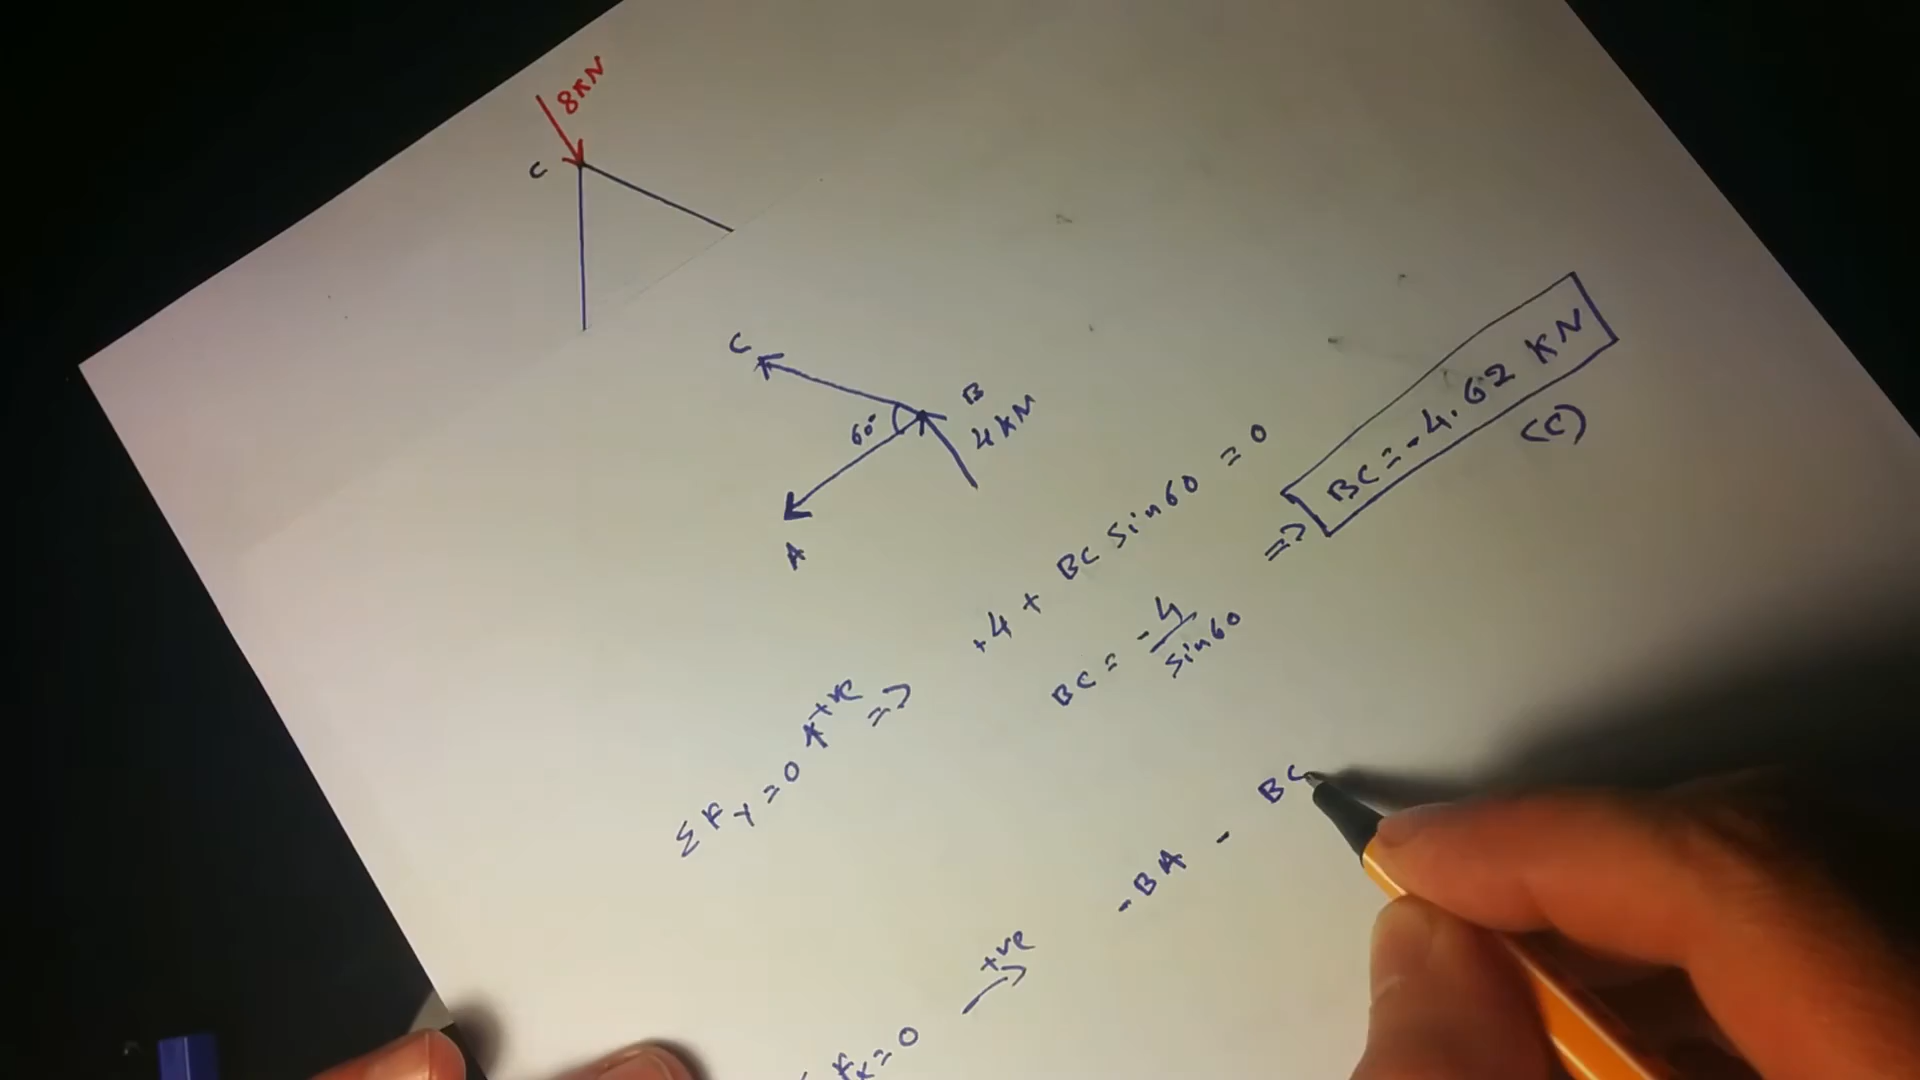 8KN
C
C
B
4KN
60°
A
ΣFy=0 +ve => +4 + BC Sin60 = 0
BC = -4/Sin60 => BC = -4.62 KN
(C)
Fx=0 +ve -BA - BC